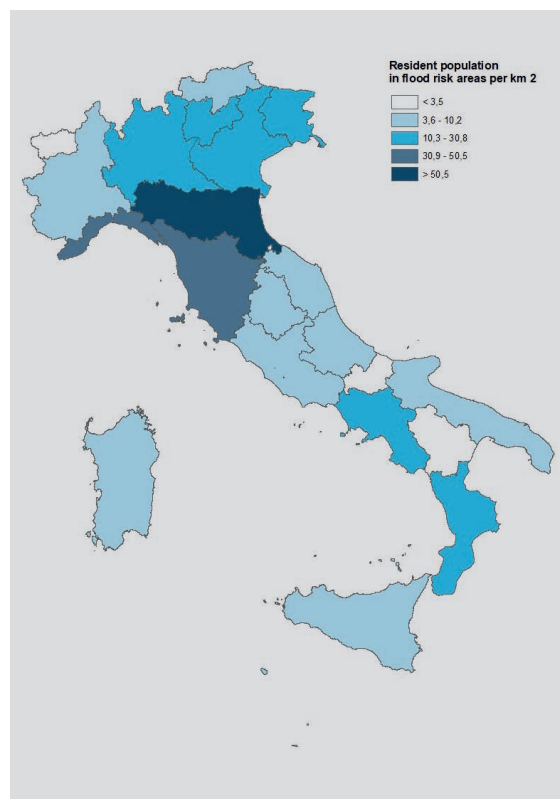 Resident population
in flood risk areas per km 2
< 3,5
3,6 - 10,2
10,3 - 30,8
30,9 - 50,5
> 50,5